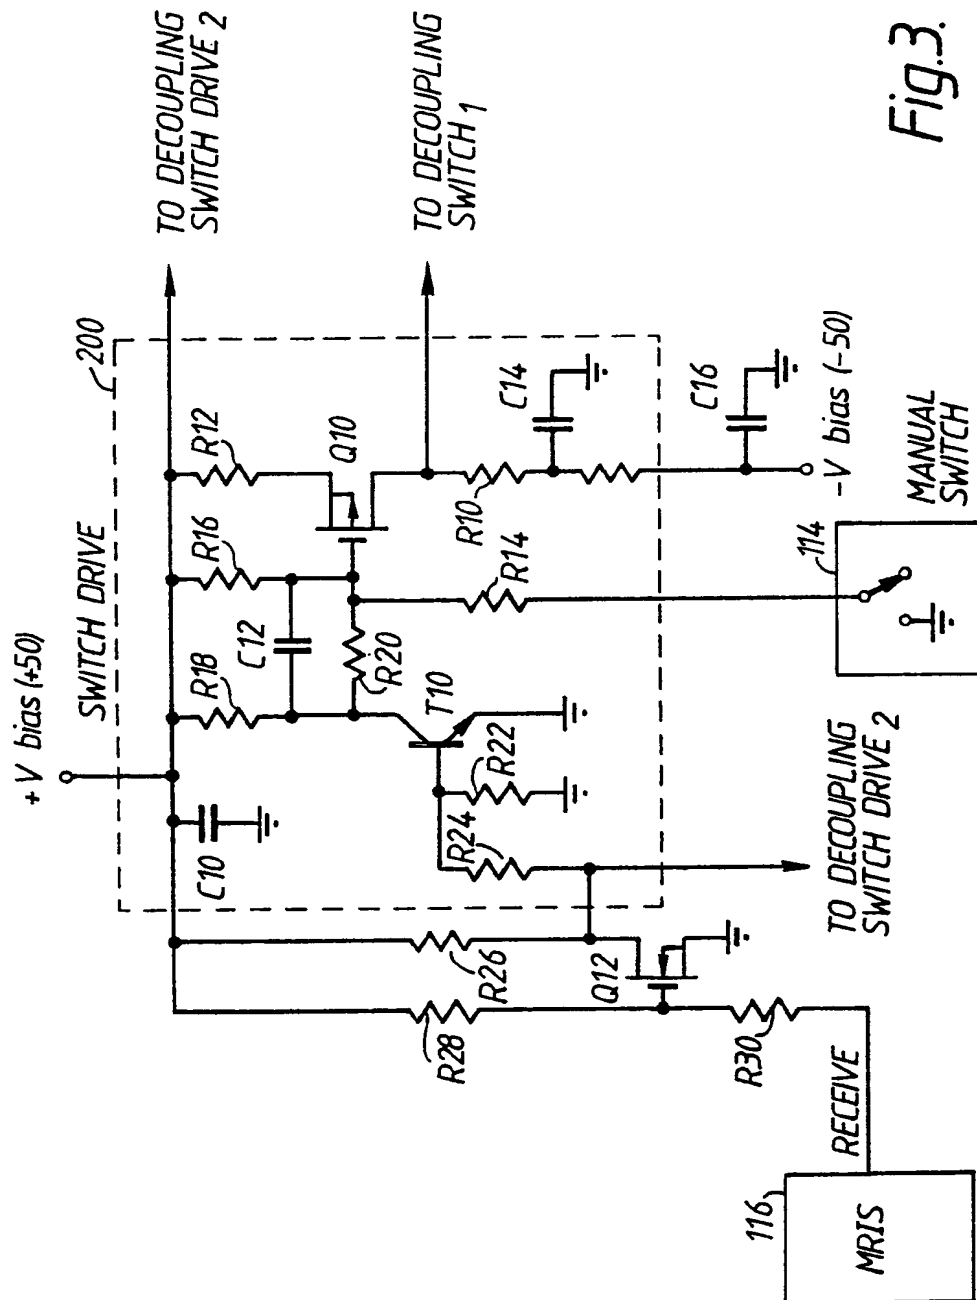 +V bias (+50)
SWITCH DRIVE
200
TO DECOUPLING
SWITCH DRIVE 2
C10
R18
R16
R12
C12
Q10
R20
T10
TO DECOUPLING
SWITCH 1
R28
R26
R24
R22
R14
R10
C14
Q12
C16
R30
TO DECOUPLING
SWITCH DRIVE 2
-V bias (-50)
RECEIVE
116
MRIS
114
MANUAL
SWITCH
Fig.3.